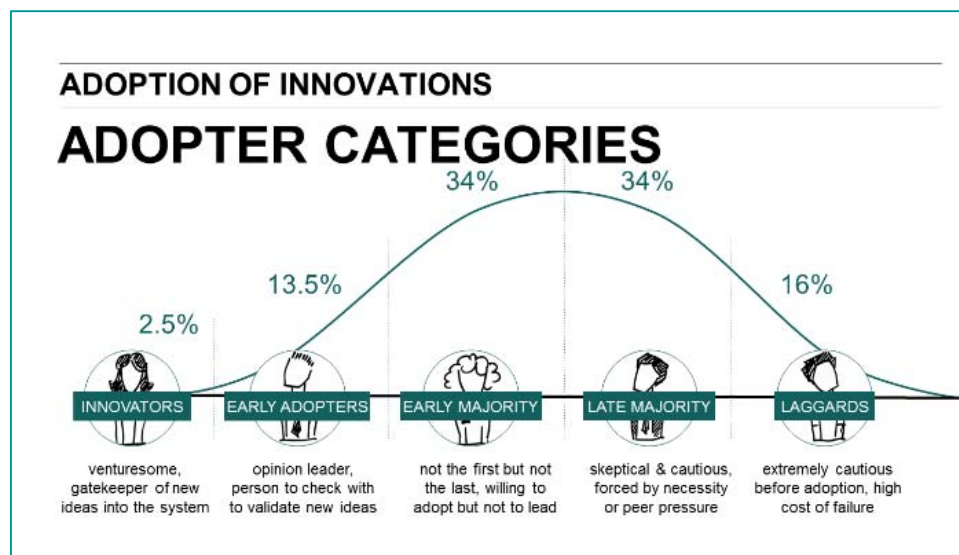 ADOPTION OF INNOVATIONS
ADOPTER CATEGORIES
34%
34%
13.5%
16%
2.5%
INNOVATORS
EARLY ADOPTERS
EARLY MAJORITY
LATE MAJORITY
LAGGARDS
venturesome,
gatekeeper of new
ideas into the system
opinion leader,
person to check with
to validate new ideas
not the first but not
the last, willing to
adopt but not to lead
skeptical & cautious,
forced by necessity
or peer pressure
extremely cautious
before adoption, high
cost of failure